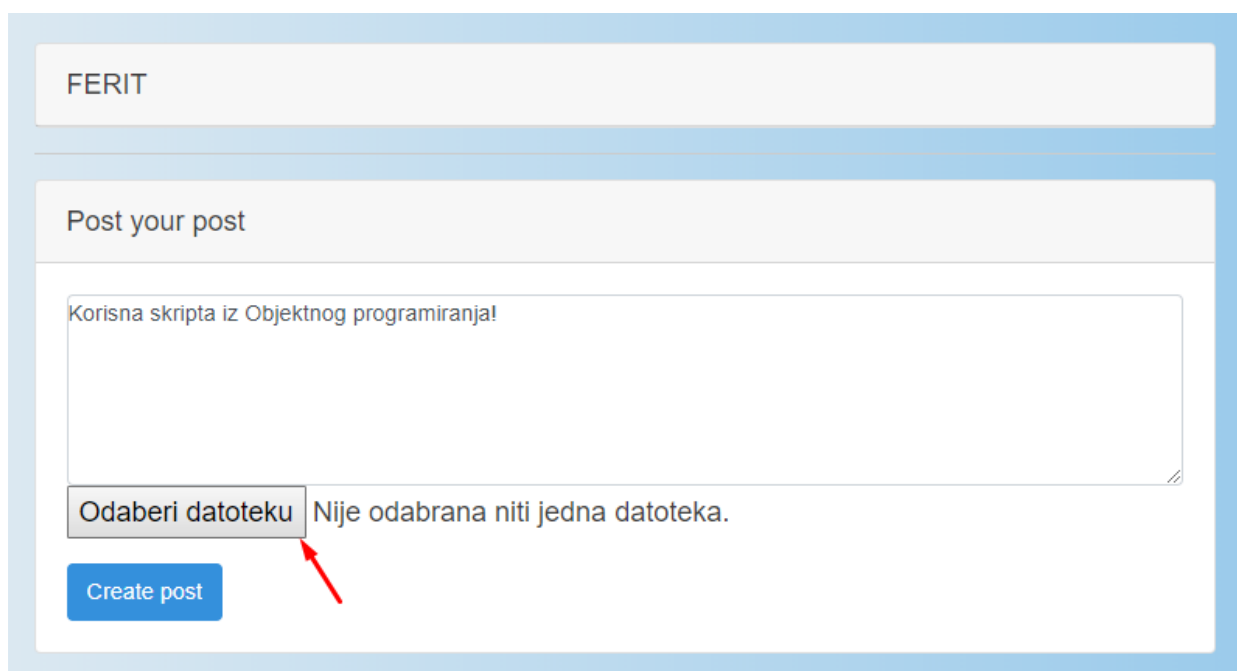 FERIT
Post your post
Korisna skripta iz Objektnog programiranja!
Odaberi datoteku Nije odabrana niti jedna datoteka.
Create post